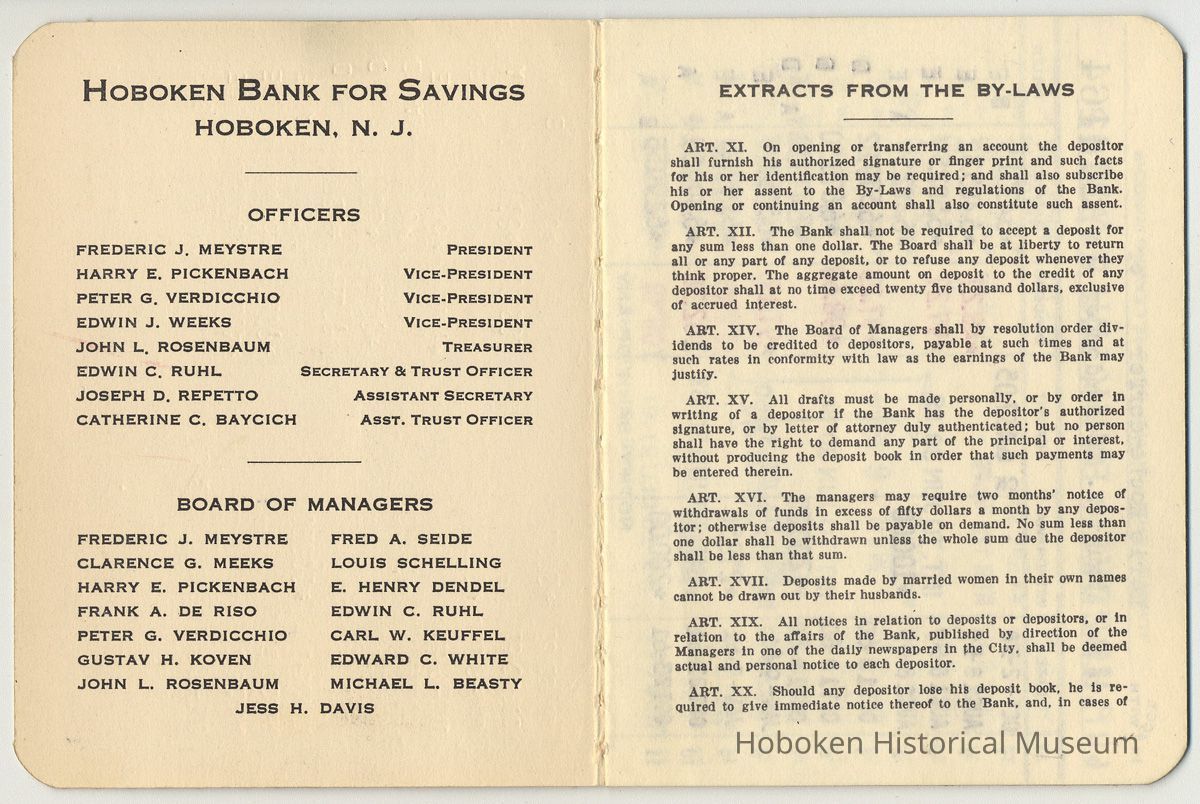 HOBOKEN BANK FOR SAVINGS
HOBOKEN, N. J.
OFFICERS
FREDERIC J. MEYSTRE PRESIDENT
HARRY E. PICKENBACH VICE-PRESIDENT
PETER G. VERDICCHIO VICE-PRESIDENT
EDWIN J. WEEKS VICE-PRESIDENT
JOHN L. ROSENBAUM TREASURER
EDWIN C. RUHL SECRETARY & TRUST OFFICER
JOSEPH D. REPETTO ASSISTANT SECRETARY
CATHERINE C. BAYCICH ASST. TRUST OFFICER
BOARD OF MANAGERS
FREDERIC J. MEYSTRE FRED A. SEIDE
CLARENCE G. MEEKS LOUIS SCHELLING
HARRY E. PICKENBACH E. HENRY DENDEL
FRANK A. DE RISO EDWIN C. RUHL
PETER G. VERDICCHIO CARL W. KEUFFEL
GUSTAV H. KOVEN EDWARD C. WHITE
JOHN L. ROSENBAUM MICHAEL L. BEASTY
JESS H. DAVIS
EXTRACTS FROM THE BY-LAWS
ART. XI. On opening or transferring an account the depositor
shall furnish his authorized signature or finger print and such facts
for his or her identification may be required; and shall also subscribe
his or her assent to the By-Laws and regulations of the Bank.
Opening or continuing an account shall also constitute such assent.
ART. XII. The Bank shall not be required to accept a deposit for
any sum less than one dollar. The Board shall be at liberty to return
all or any part of any deposit, or to refuse any deposit whenever they
think proper. The aggregate amount on deposit to the credit of any
depositor shall at no time exceed twenty five thousand dollars, exclusive
of accrued interest.
ART. XIV. The Board of Managers shall by resolution order div-
idends to be credited to depositors, payable at such times and at
such rates in conformity with law as the earnings of the Bank may
justify.
ART. XV. All drafts must be made personally, or by order in
writing of a depositor if the Bank has the depositor's authorized
signature, or by letter of attorney duly authenticated; but no person
shall have the right to demand any part of the principal or interest,
without producing the deposit book in order that such payments may
be entered therein.
ART. XVI. The managers may require two months' notice of
withdrawals of funds in excess of fifty dollars a month by any depos-
itor; otherwise deposits shall be payable on demand. No sum less than
one dollar shall be withdrawn unless the whole sum due the depositor
shall be less than that sum.
ART. XVII. Deposits made by married women in their own names
cannot be drawn out by their husbands.
ART. XIX. All notices in relation to deposits or depositors, or in
relation to the affairs of the Bank, published by direction of the
Managers in one of the daily newspapers in the City, shall be deemed
actual and personal notice to each depositor.
ART. XX. Should any depositor lose his deposit book, he is re-
quired to give immediate notice thereof to the Bank, and, in cases of
Hoboken Historical Museum